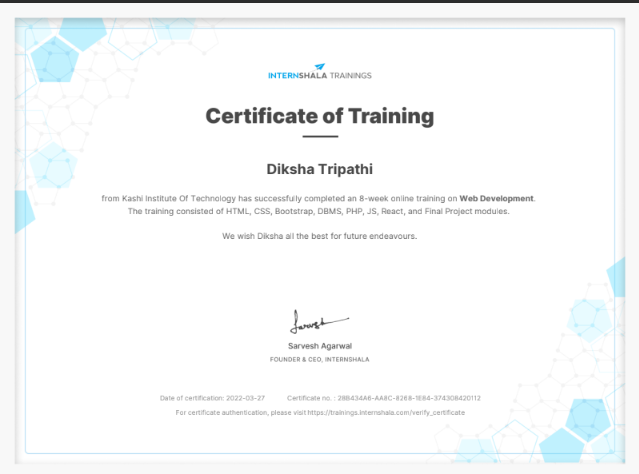 INTERNSHALA TRAININGS
Certificate of Training
Diksha Tripathi
from Kashi Institute Of Technology has successfully completed an 8-week online training on Web Development.
The training consisted of HTML, CSS, Bootstrap, DBMS, PHP, JS, React, and Final Project modules.
We wish Diksha all the best for future endeavours.
Sarvesh
Sarvesh Agarwal
FOUNDER & CEO, INTERNSHALA
Date of certification: 2022-03-27 Certificate no. : 28B434A6-AA8C-8268-1E64-374308420112
For certificate authentication, please visit https://trainings.internshala.com/verify_certificate